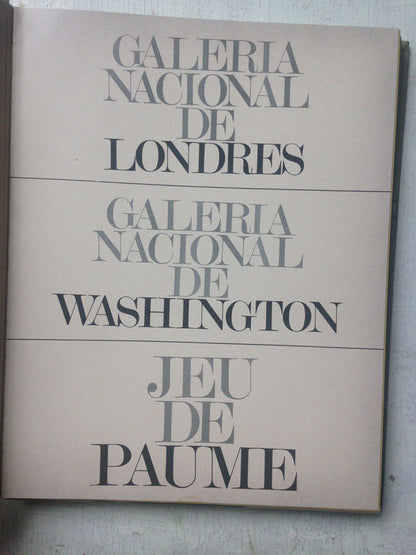 GALERIA
NACIONAL
DE
LONDRES
GALERIA
NACIONAL
DE
WASHINGTON
JEU
DE
PAUME